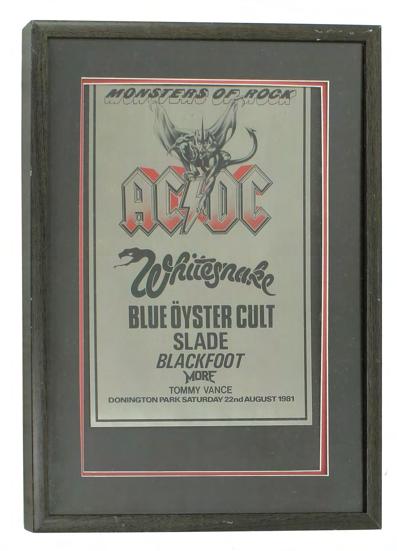 MONSTERS OF ROCK
AC DC
Whitesnake
BLUE ÖYSTER CULT
SLADE
BLACKFOOT
MORE
TOMMY VANCE
DONINGTON PARK SATURDAY 22nd AUGUST 1981